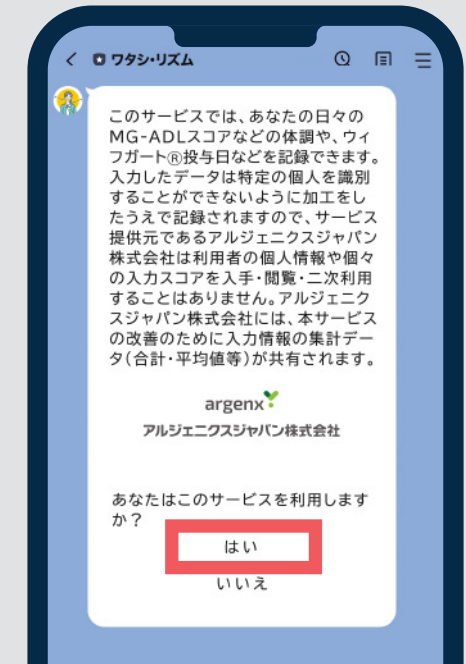 ワタシ・リズム
このサービスでは、あなたの日々の
MG-ADLスコアなどの体調や、ウィ
フガート®投与日などを記録できます。
入力したデータは特定の個人を識別
することができないように加工をし
たうえで記録されますので、サービス
提供元であるアルジェニクスジャパン
株式会社は利用者の個人情報や個々
の入力スコアを入手・閲覧・二次利用
することはありません。アルジェニク
スジャパン株式会社には、本サービス
の改善のために入力情報の集計デー
タ(合計・平均値等)が共有されます。
argenx
アルジェニクスジャパン株式会社
あなたはこのサービスを利用します
か？
はい
いいえ